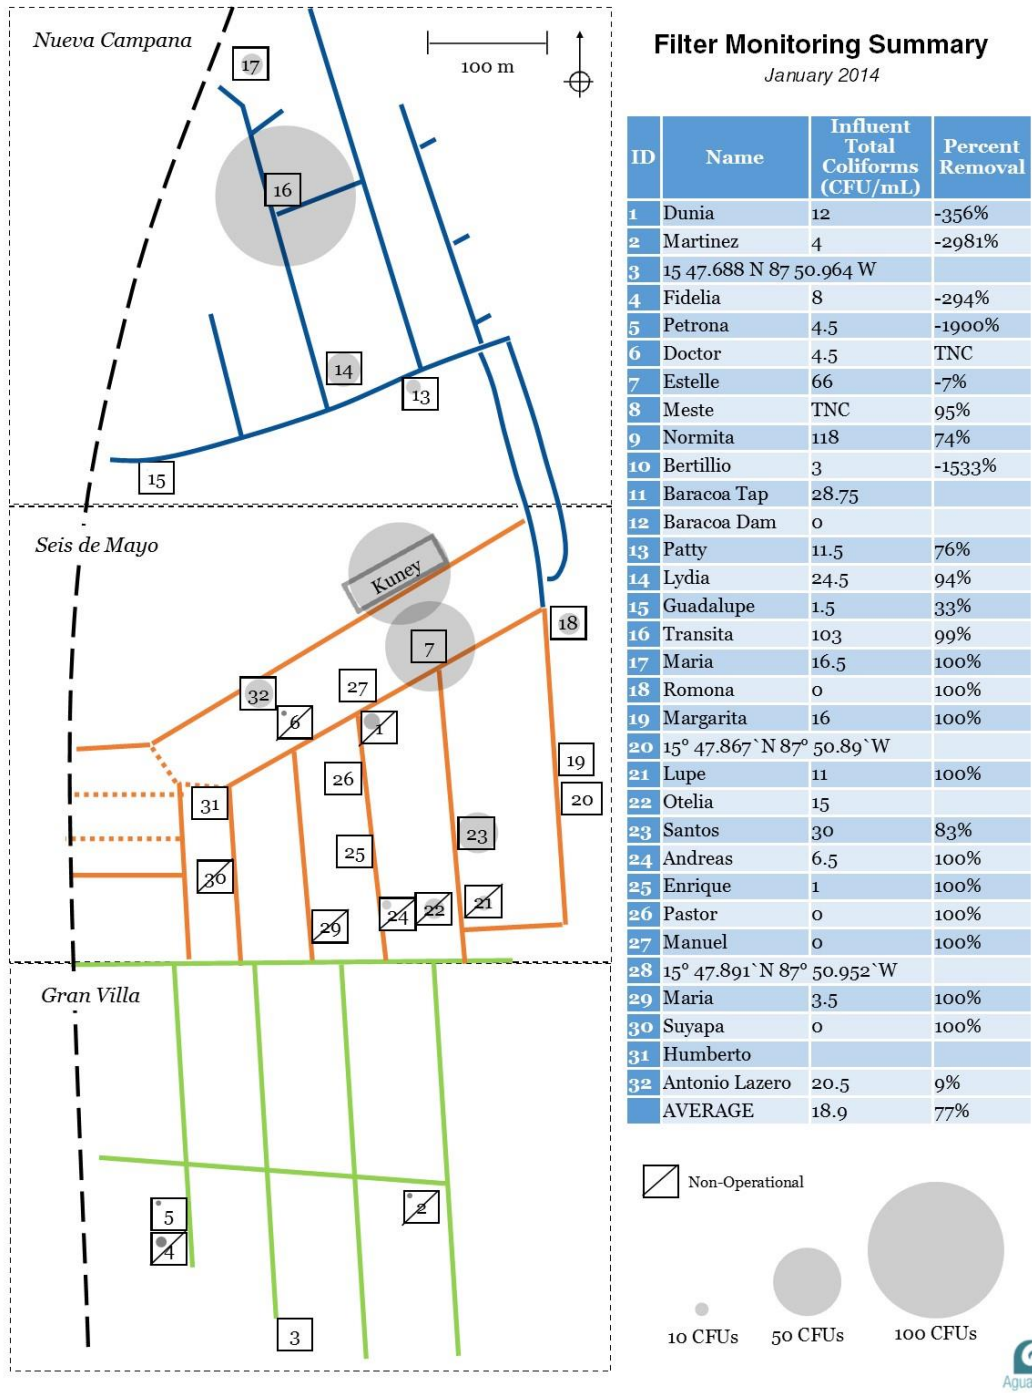 Nueva Campana
17
100 m
16
14
13
15
Seis de Mayo
Kuney
18
7
27
32
6
1
19
26
20
31
23
25
30
21
22
24
29
Gran Villa
5
2
4
3
Filter Monitoring Summary
January 2014
ID Name Influent Total Coliforms (CFU/mL) Percent Removal
1 Dunia 12 -356%
2 Martinez 4 -2981%
3 15 47.688 N 87 50.964 W
4 Fidelia 8 -294%
5 Petrona 4.5 -1900%
6 Doctor 4.5 TNC
7 Estelle 66 -7%
8 Meste TNC 95%
9 Normita 118 74%
10 Bertillio 3 -1533%
11 Baracoa Tap 28.75
12 Baracoa Dam 0
13 Patty 11.5 76%
14 Lydia 24.5 94%
15 Guadalupe 1.5 33%
16 Transita 103 99%
17 Maria 16.5 100%
18 Romona 0 100%
19 Margarita 16 100%
20 15º 47.867`N 87º 50.89`W
21 Lupe 11 100%
22 Otelia 15
23 Santos 30 83%
24 Andreas 6.5 100%
25 Enrique 1 100%
26 Pastor 0 100%
27 Manuel 0 100%
28 15º 47.891`N 87º 50.952`W
29 Maria 3.5 100%
30 Suyapa 0 100%
31 Humberto
32 Antonio Lazero 20.5 9%
AVERAGE 18.9 77%
Non-Operational
10 CFUs
50 CFUs
100 CFUs
Agua